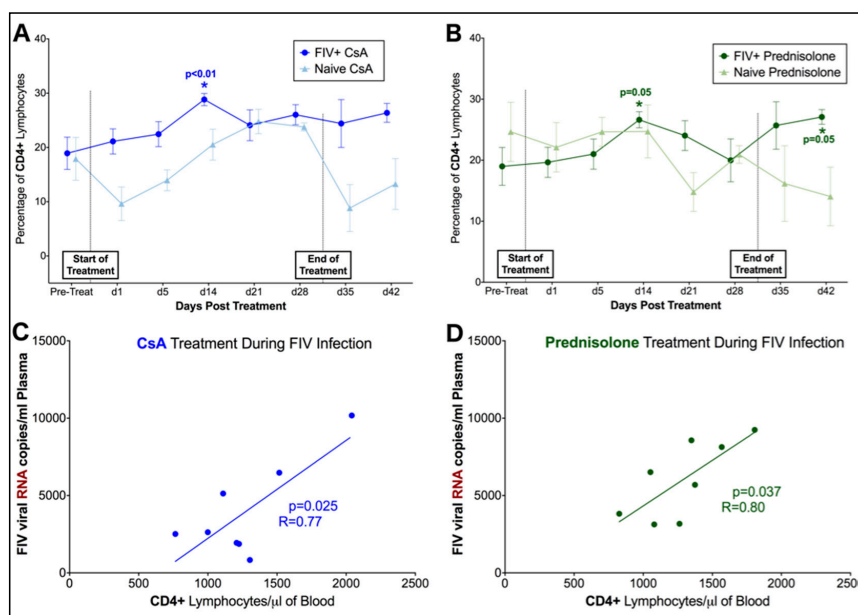 A
FIV+ CsA
Naive CsA
p<0.01
*
Percentage of CD4+ Lymphocytes
40
30
20
10
0
Start of
Treatment
End of
Treatment
Pre-Treat d1 d5 d14 d21 d28 d35 d42
Days Post Treatment
B
FIV+ Prednisolone
Naive Prednisolone
p=0.05
*
*
p=0.05
Percentage of CD4+ Lymphocytes
40
30
20
10
0
Start of
Treatment
End of
Treatment
Pre-Treat d1 d5 d14 d21 d28 d35 d42
Days Post Treatment
C
CsA Treatment During FIV Infection
FIV viral RNA copies/ml Plasma
15000
10000
5000
0
p=0.025
R=0.77
0 500 1000 1500 2000 2500
CD4+ Lymphocytes/µl of Blood
D
Prednisolone Treatment During FIV Infection
FIV viral RNA copies/ml Plasma
15000
10000
5000
0
p=0.037
R=0.80
0 500 1000 1500 2000 2500
CD4+ Lymphocytes/µl of Blood